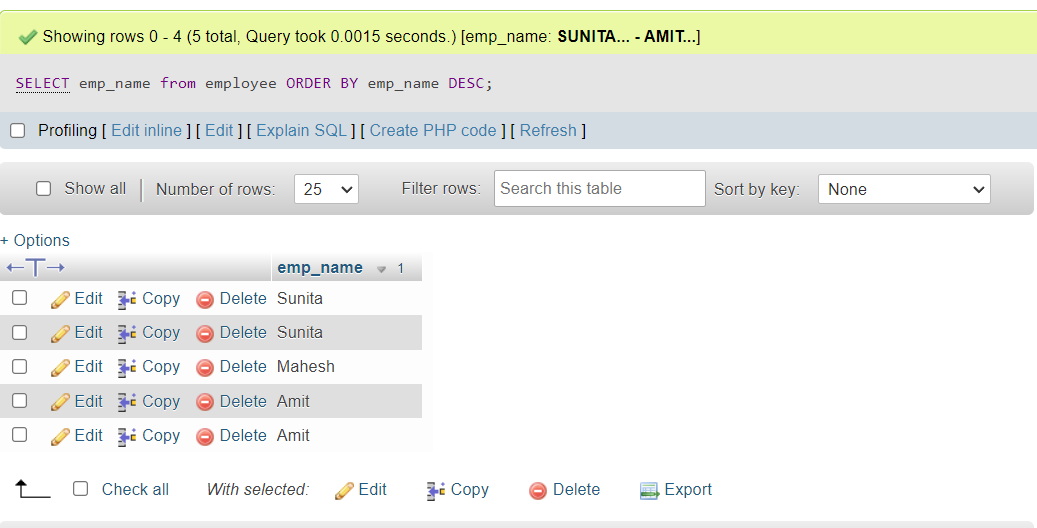 Showing rows 0 - 4 (5 total, Query took 0.0015 seconds.) [emp_name: SUNITA... - AMIT...]
SELECT emp_name from employee ORDER BY emp_name DESC;
Profiling [ Edit inline ] [ Edit ] [ Explain SQL ] [ Create PHP code ] [ Refresh ]
Show all Number of rows: 25 Filter rows: Search this table Sort by key: None
+ Options
←T→ emp_name 1
Edit Copy Delete Sunita
Edit Copy Delete Sunita
Edit Copy Delete Mahesh
Edit Copy Delete Amit
Edit Copy Delete Amit
Check all With selected: Edit Copy Delete Export